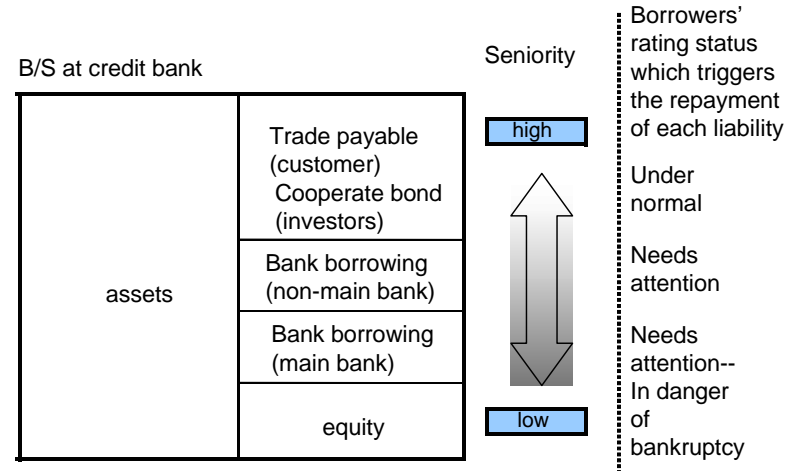 B/S at credit bank
assets
Trade payable
(customer)
Cooperate bond
(investors)
Bank borrowing
(non-main bank)
Bank borrowing
(main bank)
equity
Seniority
high
low
Borrowers’
rating status
which triggers
the repayment
of each liability
Under
normal
Needs
attention
Needs
attention--
In danger
of
bankruptcy